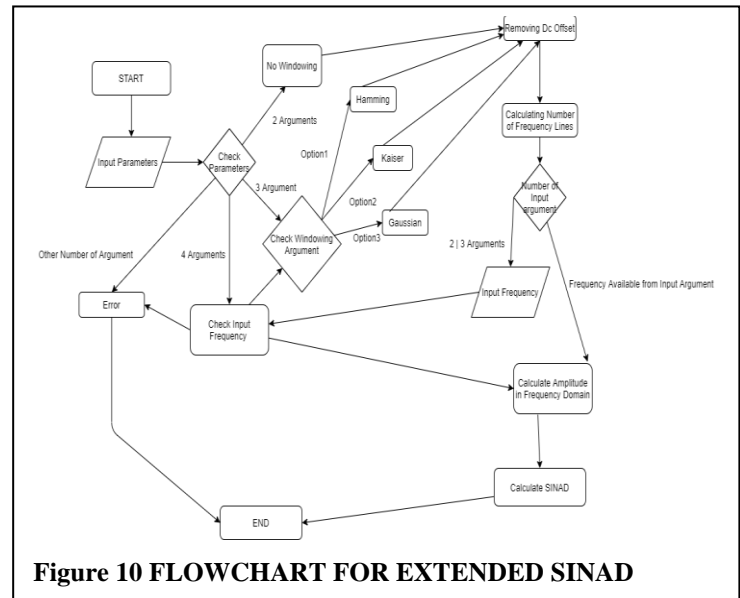 Removing Dc Offset
No Windowing
START
Hamming
Calculating Number
of Frequency Lines
2 Arguments
Check
Parameters
Input Parameters
Option1
Kaiser
3 Argument
Number of
Input
argument
Option2
Check Windowing
Argument
Gaussian
Option3
Other Number of Argument
4 Arguments
2 | 3 Arguments
Frequency Available from Input Argument
Input Frequency
Error
Check Input
Frequency
Calculate Amplitude
in Frequency Domain
Calculate SINAD
END
Figure 10 FLOWCHART FOR EXTENDED SINAD